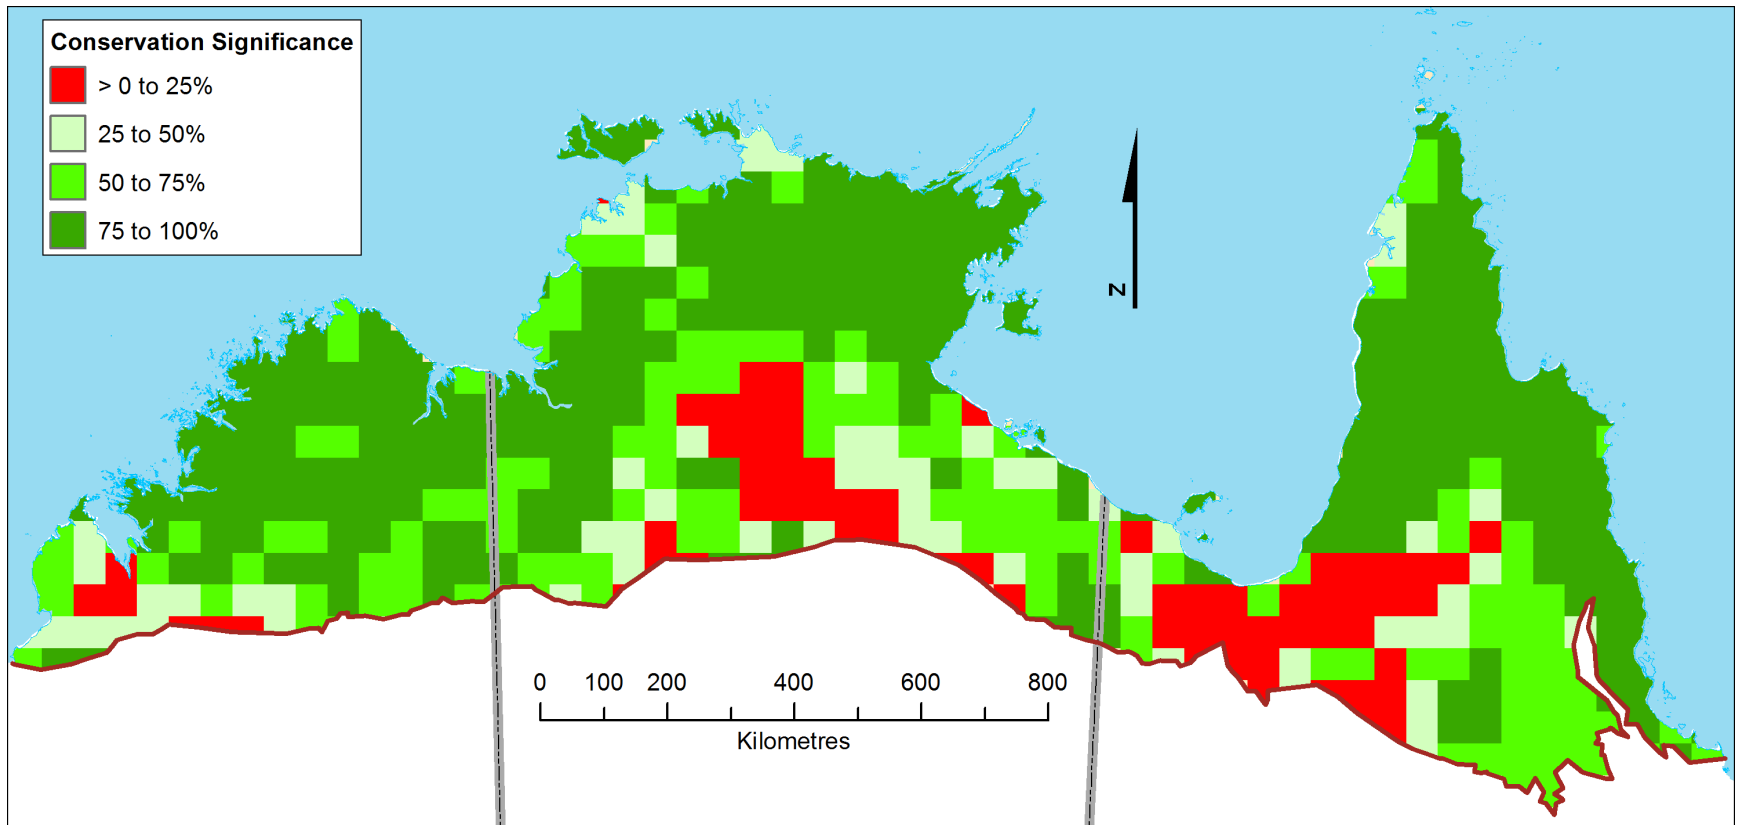 Conservation Significance
> 0 to 25%
25 to 50%
50 to 75%
75 to 100%
N
0 100 200 400 600 800
Kilometres